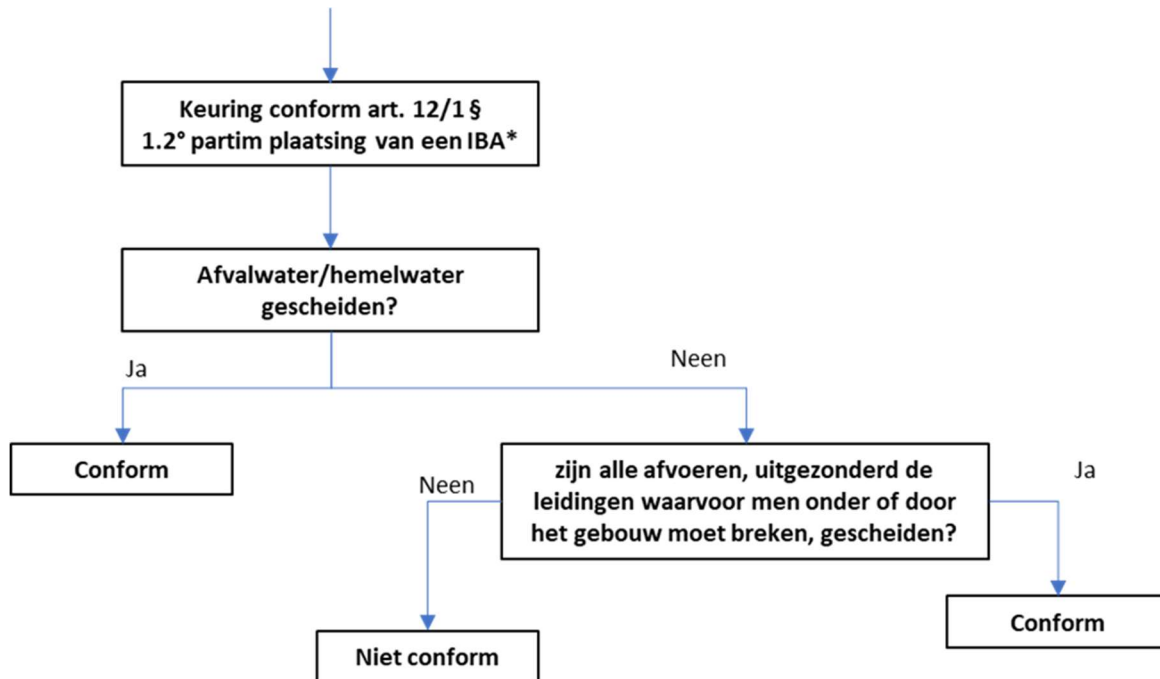 Keuring conform art. 12/1 §
1.2° partim plaatsing van een IBA*
Afvalwater/hemelwater
gescheiden?
Ja
Neen
Conform
zijn alle afvoeren, uitgezonderd de
leidingen waarvoor men onder of door
het gebouw moet breken, gescheiden?
Neen
Ja
Niet conform
Conform